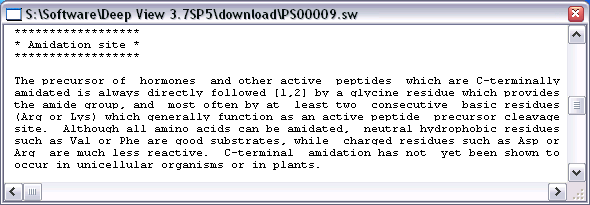 S:\Software\Deep View 3.7SP5\download\PS00009.sw
******************
* Amidation site *
******************
The precursor of  hormones  and other active  peptides  which are C-terminally
amidated is always directly followed [1,2] by a glycine residue which provides
the amide group, and  most often by at  least two  consecutive  basic residues
(Arg or Lys) which generally function as an active peptide  precursor cleavage
site.  Although all amino acids can be amidated,  neutral hydrophobic residues
such as Val or Phe are good substrates, while  charged residues such as Asp or
Arg  are much less reactive.  C-terminal  amidation has not  yet been shown to
occur in unicellular organisms or in plants.